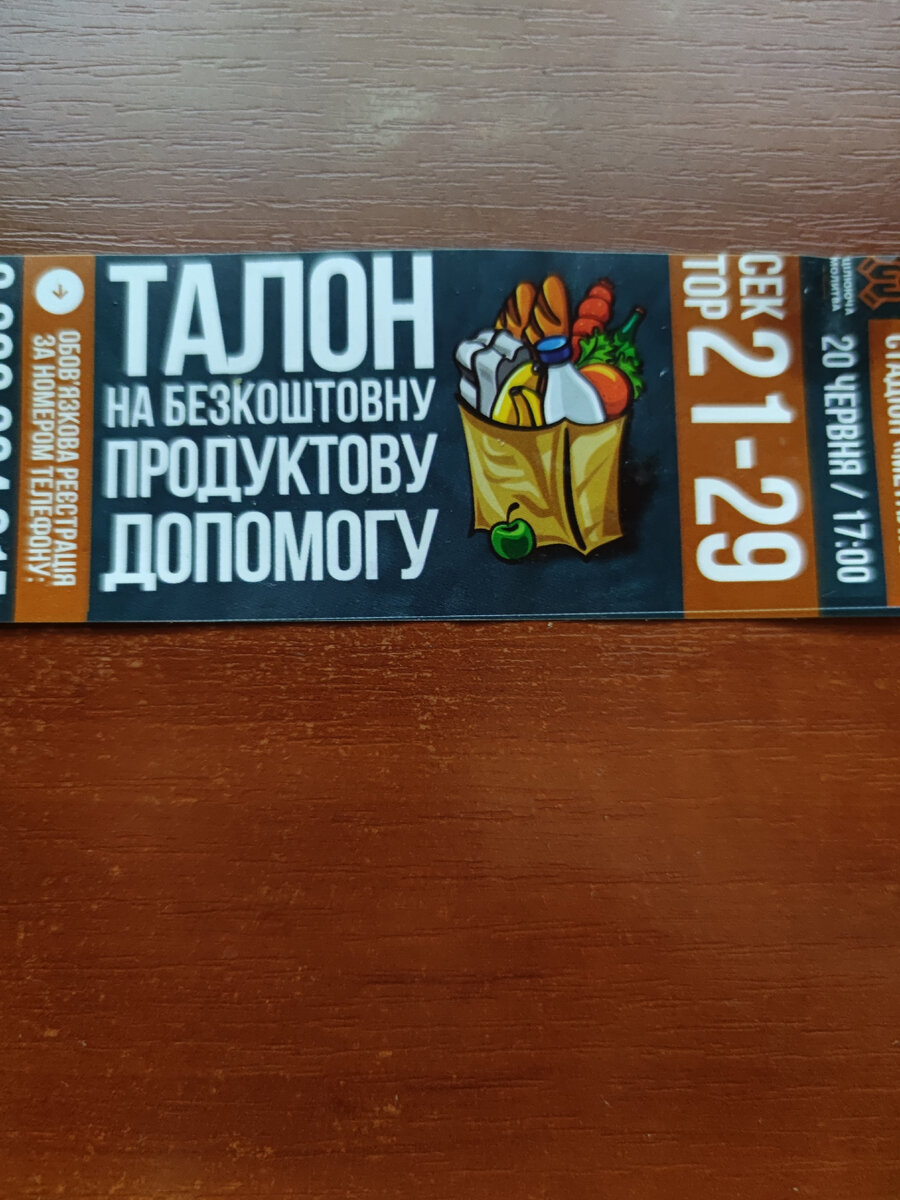 ОБОВ'ЯЗКОВА РЕЄСТРАЦІЯ
ЗА НОМЕРОМ ТЕЛЕФОНУ:
ТАЛОН
НА БЕЗКОШТОВНУ
ПРОДУКТОВУ
ДОПОМОГУ
СЕК
ТОР
21-29
20 ЧЕРВНЯ / 17:00